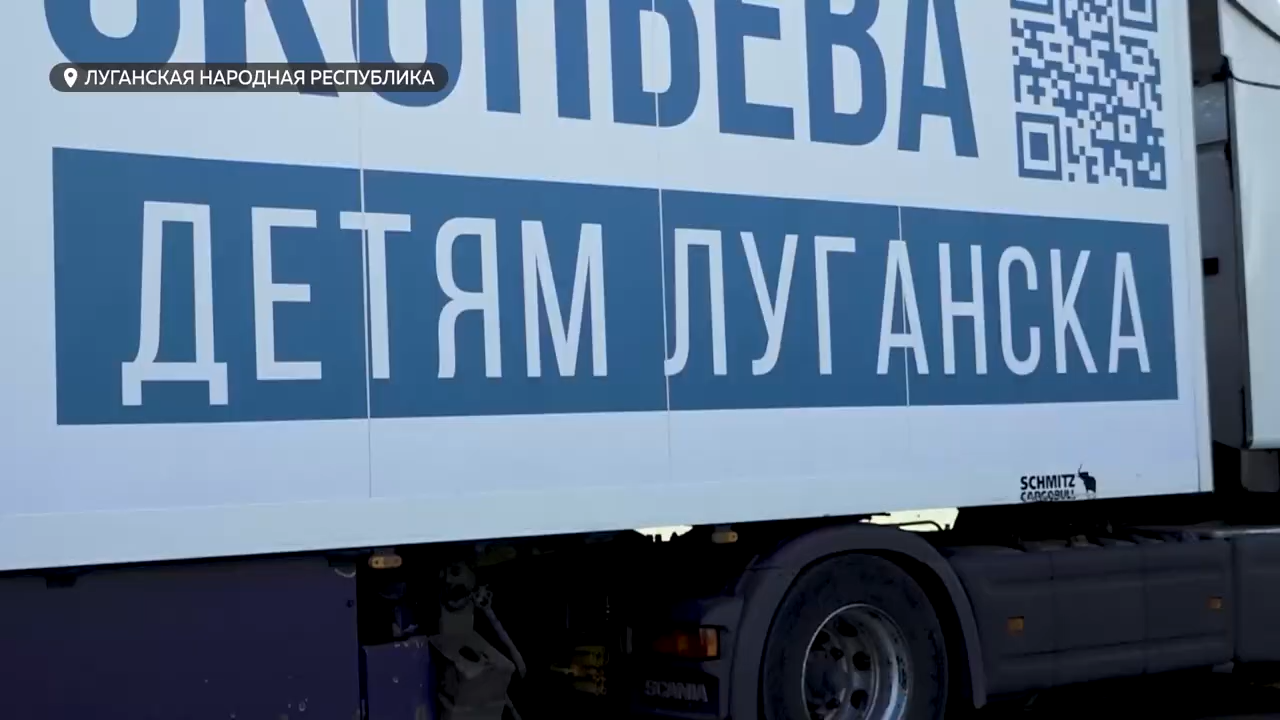 ЛУГАНСКАЯ НАРОДНАЯ РЕСПУБЛИКА
ДЕТЯМ ЛУГАНСКА
SCHMITZ
CARGOBULL
SCANIA